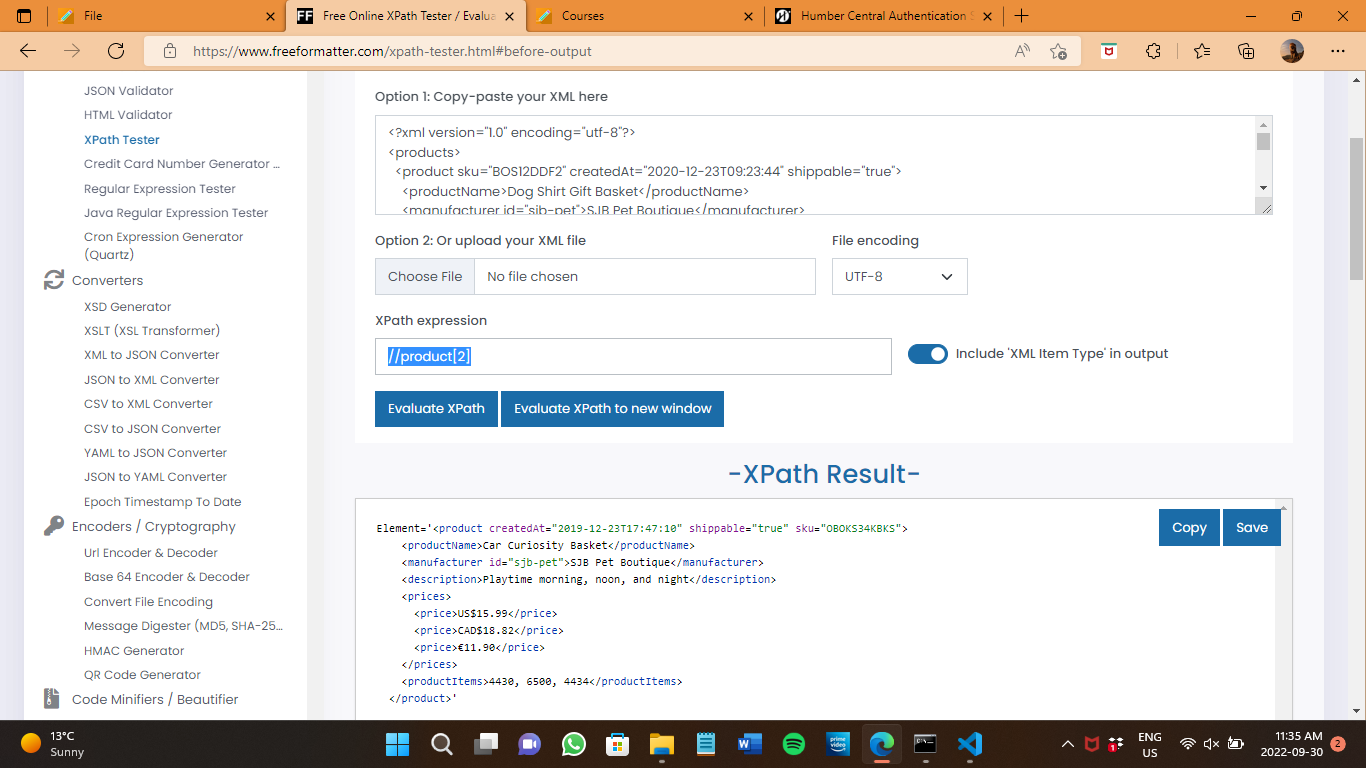 File
Free Online XPath Tester / Evalua
Courses
Humber Central Authentication S
https://www.freeformatter.com/xpath-tester.html#before-output
JSON Validator
HTML Validator
XPath Tester
Credit Card Number Generator ...
Regular Expression Tester
Java Regular Expression Tester
Cron Expression Generator
(Quartz)
Converters
XSD Generator
XSLT (XSL Transformer)
XML to JSON Converter
JSON to XML Converter
CSV to XML Converter
CSV to JSON Converter
YAML to JSON Converter
JSON to YAML Converter
Epoch Timestamp To Date
Encoders / Cryptography
Url Encoder & Decoder
Base 64 Encoder & Decoder
Convert File Encoding
Message Digester (MD5, SHA-25...
HMAC Generator
QR Code Generator
Code Minifiers / Beautifier
Option 1: Copy-paste your XML here
<?xml version="1.0" encoding="utf-8"?>
<products>
<product sku="BOS12DDF2" createdAt="2020-12-23T09:23:44" shippable="true">
<productName>Dog Shirt Gift Basket</productName>
<manufacturer id="sjb-pet">SJB Pet Boutique</manufacturer>
Option 2: Or upload your XML file
File encoding
Choose File No file chosen
UTF-8
XPath expression
//product[2]
Include 'XML Item Type' in output
Evaluate XPath
Evaluate XPath to new window
-XPath Result-
Copy
Save
Element='<product createdAt="2019-12-23T17:47:10" shippable="true" sku="OBOKS34KBKS">
<productName>Car Curiosity Basket</productName>
<manufacturer id="sjb-pet">SJB Pet Boutique</manufacturer>
<description>Playtime morning, noon, and night</description>
<prices>
<price>US$15.99</price>
<price>CAD$18.82</price>
<price>€11.90</price>
</prices>
<productItems>4430, 6500, 4434</productItems>
</product>'
13°C
Sunny
prime
video
1
ENG
US
11:35 AM
2022-09-30
2